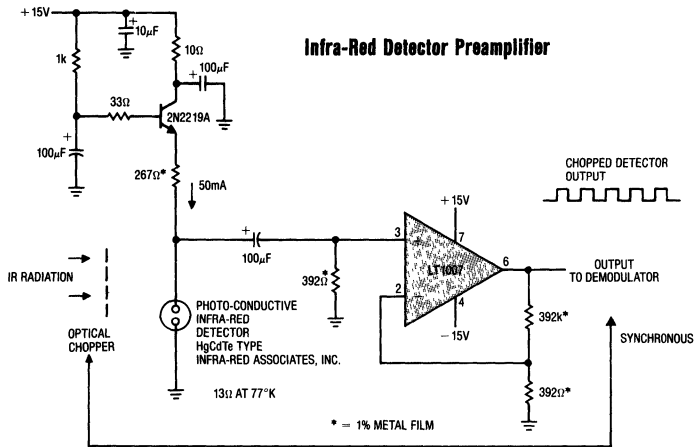 Infra-Red Detector Preamplifier
+15V
+
10μF
10Ω
1k
+
100μF
33Ω
2N2219A
+
100μF
267Ω*
50mA
CHOPPED DETECTOR
OUTPUT
+15V
+
100μF
3
+
7
LT1007
6
OUTPUT
TO DEMODULATOR
IR RADIATION
392Ω*
2
−
4
−15V
392k*
PHOTO-CONDUCTIVE
INFRA-RED
DETECTOR
HgCdTe TYPE
INFRA-RED ASSOCIATES, INC.
OPTICAL
CHOPPER
SYNCHRONOUS
13Ω AT 77°K
392Ω*
* = 1% METAL FILM